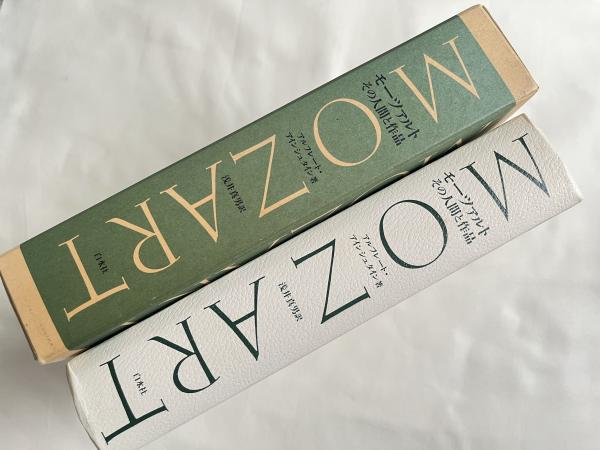 MOZART
モーツァルト
その人間と作品
アルフレート・
アインシュタイン著
浅井真男訳
白水社
MOZART
モーツァルト
その人間と作品
アルフレート・
アインシュタイン著
浅井真男訳
白水社